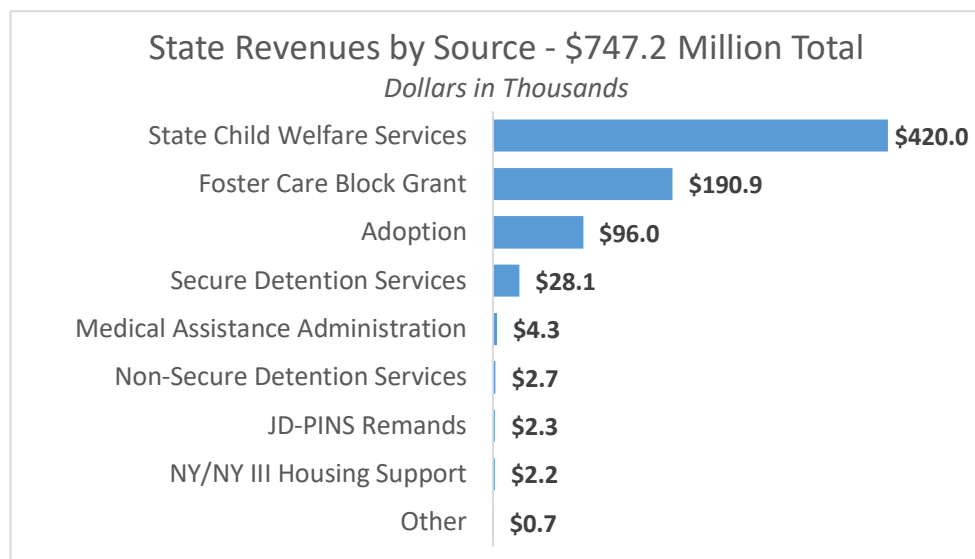 State Revenues by Source - $747.2 Million Total
Dollars in Thousands
State Child Welfare Services $420.0
Foster Care Block Grant $190.9
Adoption $96.0
Secure Detention Services $28.1
Medical Assistance Administration $4.3
Non-Secure Detention Services $2.7
JD-PINS Remands $2.3
NY/NY III Housing Support $2.2
Other $0.7